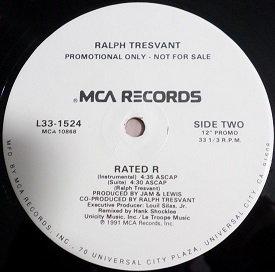 RALPH TRESVANT
PROMOTIONAL ONLY - NOT FOR SALE
MCA RECORDS
L33-1524
MCA 10868
SIDE TWO
12" PROMO
33 1/3 R.P.M.
RATED R
(Instrumental) 4:35 ASCAP
(Suite) 4:30 ASCAP
(Ralph Tresvant)
PRODUCED BY JAM & LEWIS
CO-PRODUCED BY RALPH TRESVANT
Executive Producer: Louil Silas, Jr.
Remixed by Hank Shocklee
Unicity Music, Inc. \ La Troupe Music
℗ 1991 MCA Records, Inc.
MFG. BY MCA RECORDS, INC., 70 UNIVERSAL CITY PLAZA, UNIVERSAL CITY, CA